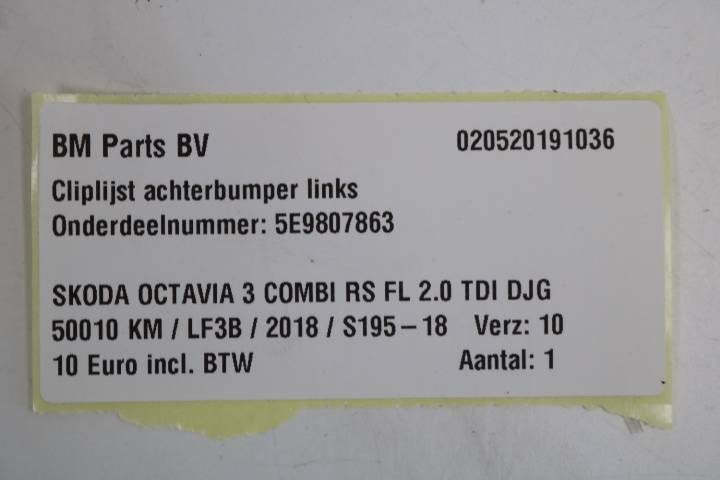 BM Parts BV 020520191036
Cliplijst achterbumper links
Onderdeelnummer: 5E9807863
SKODA OCTAVIA 3 COMBI RS FL 2.0 TDI DJG
50010 KM / LF3B / 2018 / S195-18 Verz: 10
10 Euro incl. BTW Aantal: 1